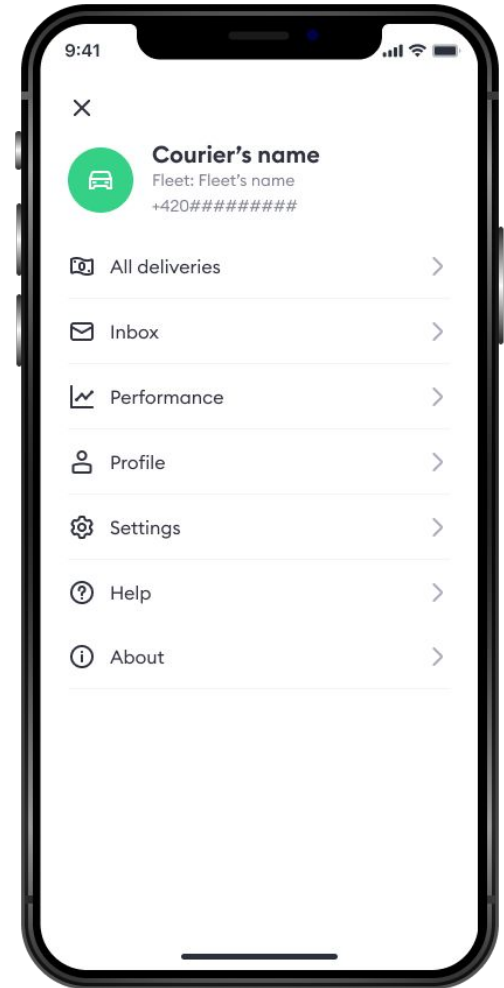 9:41
Courier's name
Fleet: Fleet's name
+420#########
All deliveries
Inbox
Performance
Profile
Settings
Help
About